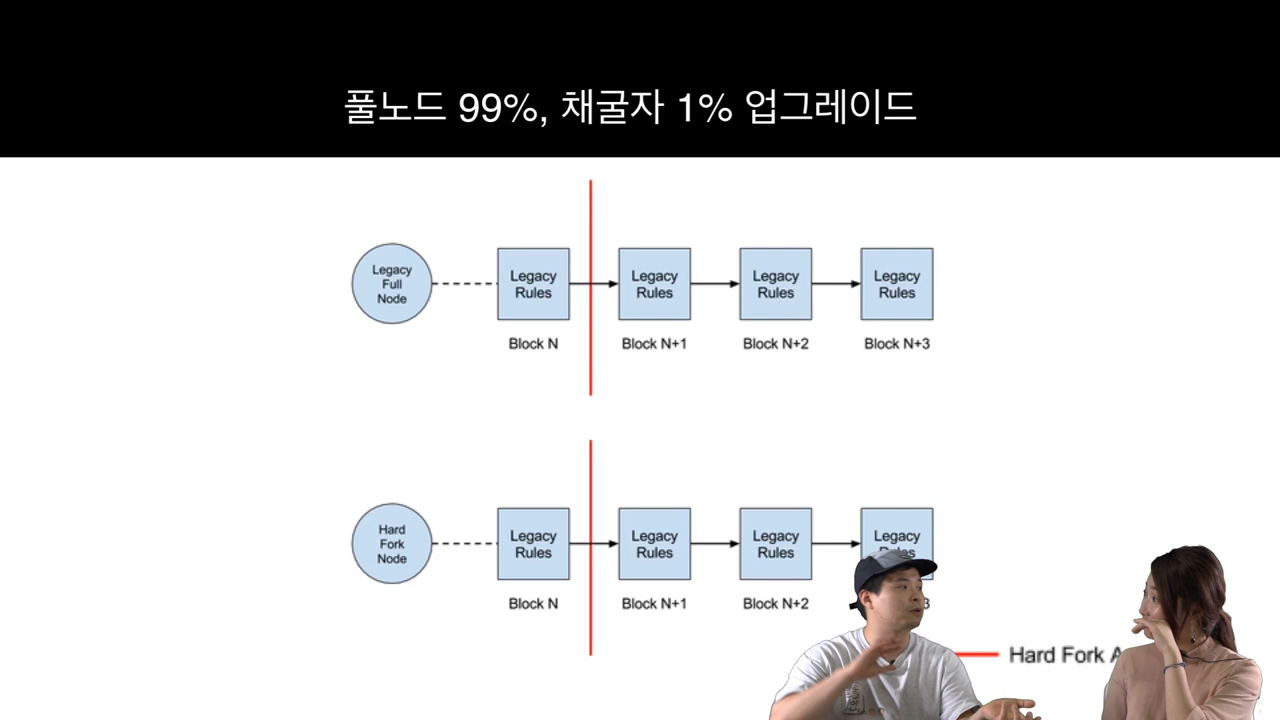 풀노드 99%, 채굴자 1% 업그레이드
Legacy
Full
Node
Legacy
Rules
Legacy
Rules
Legacy
Rules
Legacy
Rules
Block N
Block N+1
Block N+2
Block N+3
Hard
Fork
Node
Legacy
Rules
Legacy
Rules
Legacy
Rules
Legacy
Rules
Block N
Block N+1
Block N+2
3
Hard Fork A